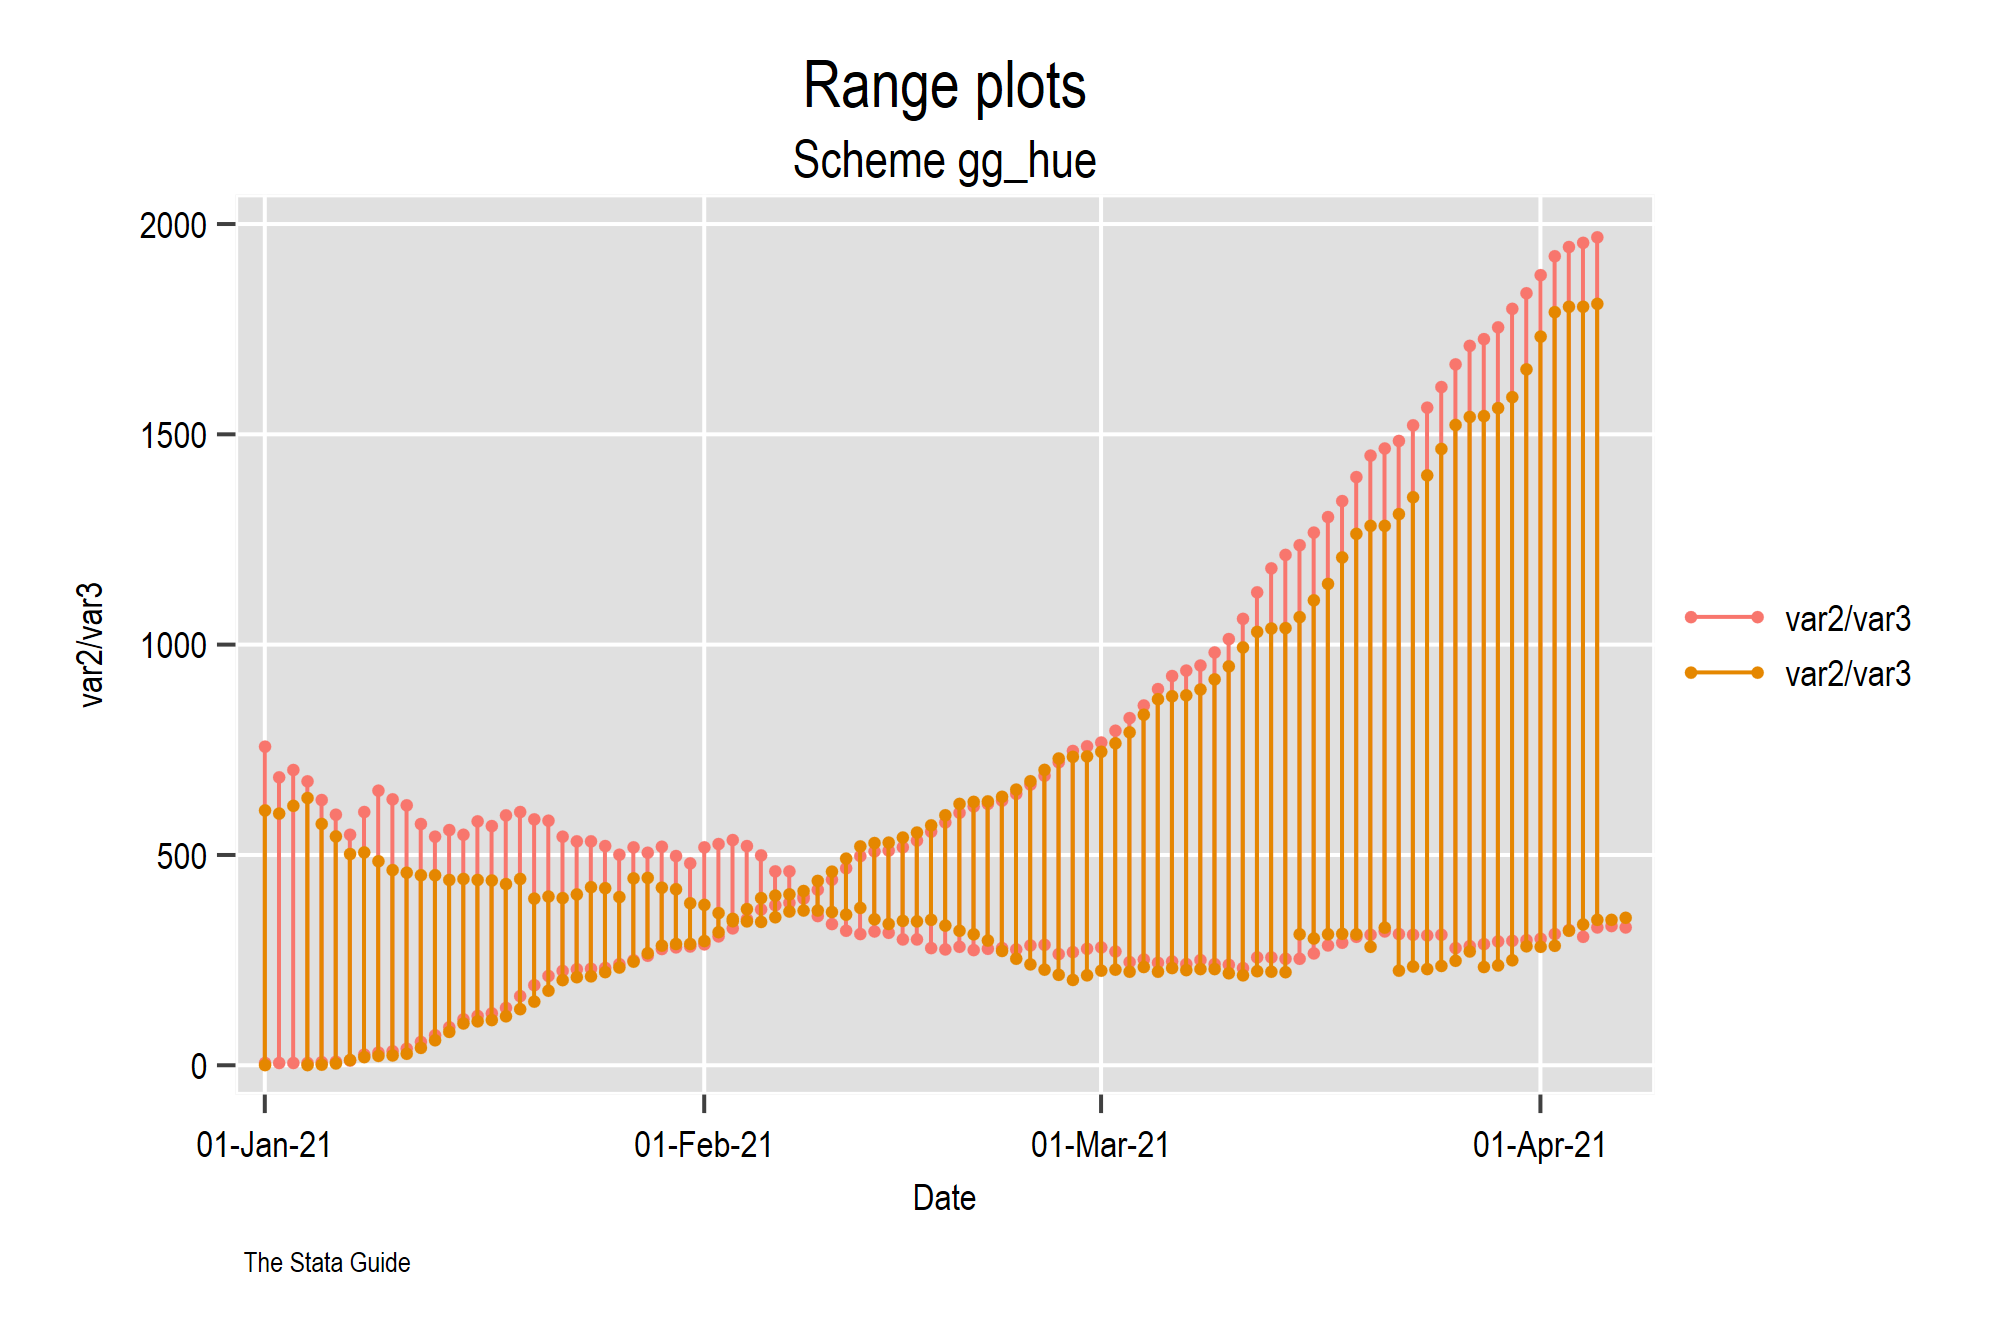 Range plots
Scheme gg_hue
2000
1500
1000
500
0
var2/var3
var2/var3
var2/var3
01-Jan-21
01-Feb-21
01-Mar-21
01-Apr-21
Date
The Stata Guide